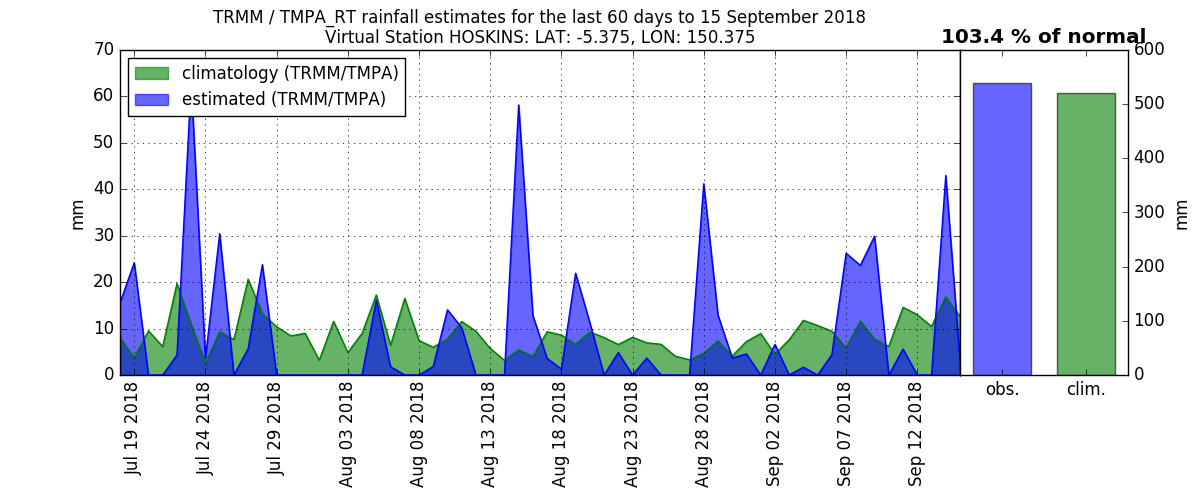 TRMM / TMPA_RT rainfall estimates for the last 60 days to 15 September 2018
Virtual Station HOSKINS: LAT: -5.375, LON: 150.375
103.4 % of normal
climatology (TRMM/TMPA)
estimated (TRMM/TMPA)
70
60
50
40
30
20
10
0
mm
Jul 19 2018
Jul 24 2018
Jul 29 2018
Aug 03 2018
Aug 08 2018
Aug 13 2018
Aug 18 2018
Aug 23 2018
Aug 28 2018
Sep 02 2018
Sep 07 2018
Sep 12 2018
obs.
clim.
600
500
400
300
200
100
0
mm